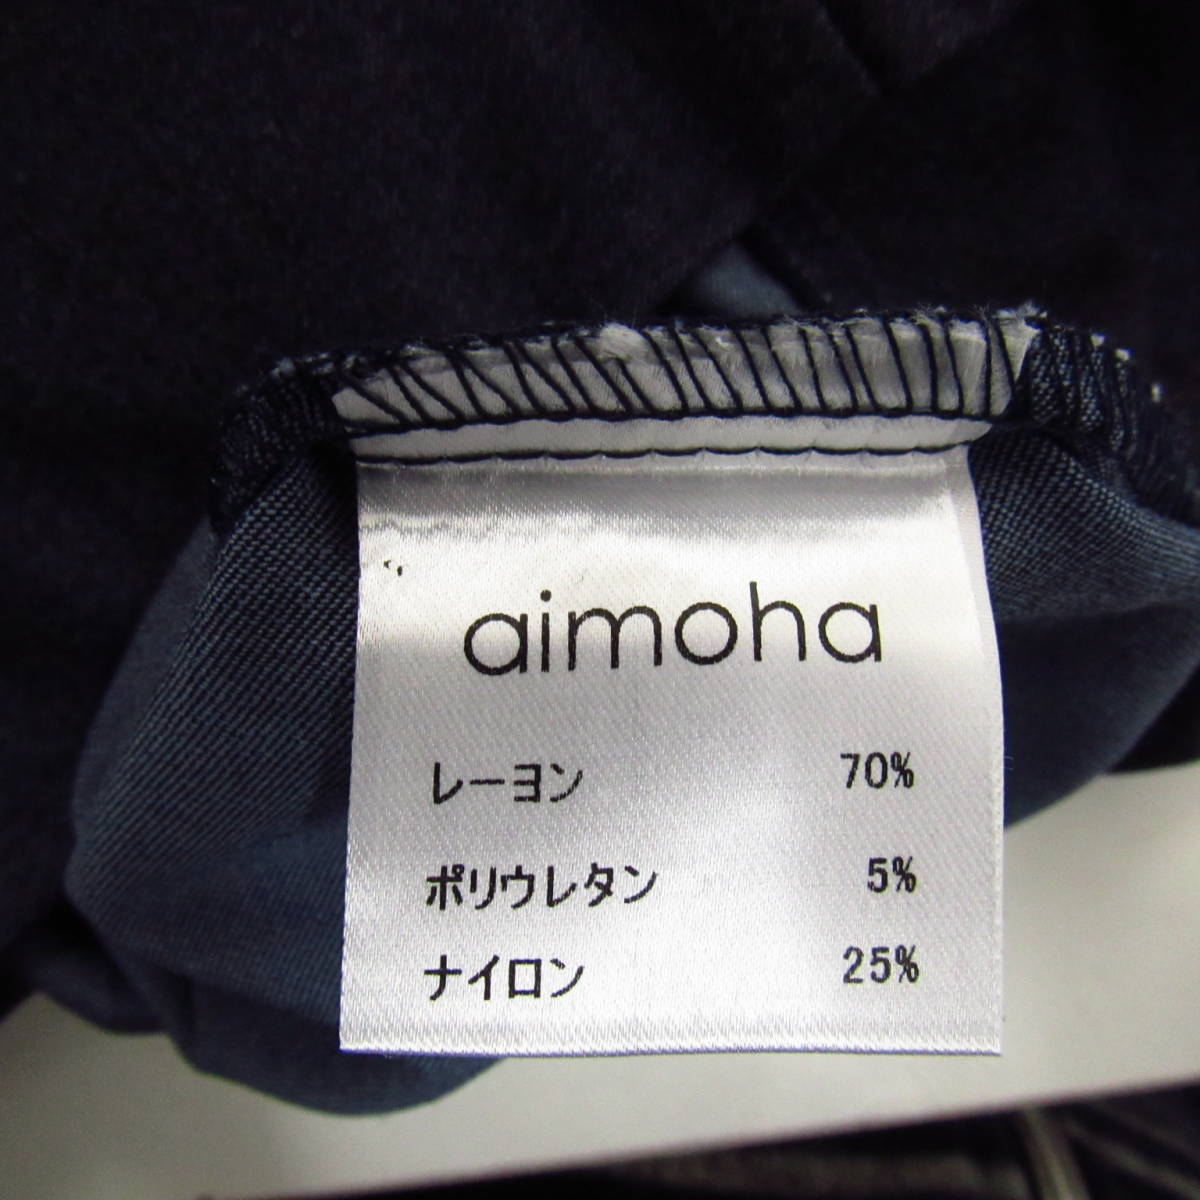 aimoha
レーヨン 70%
ポリウレタン 5%
ナイロン 25%